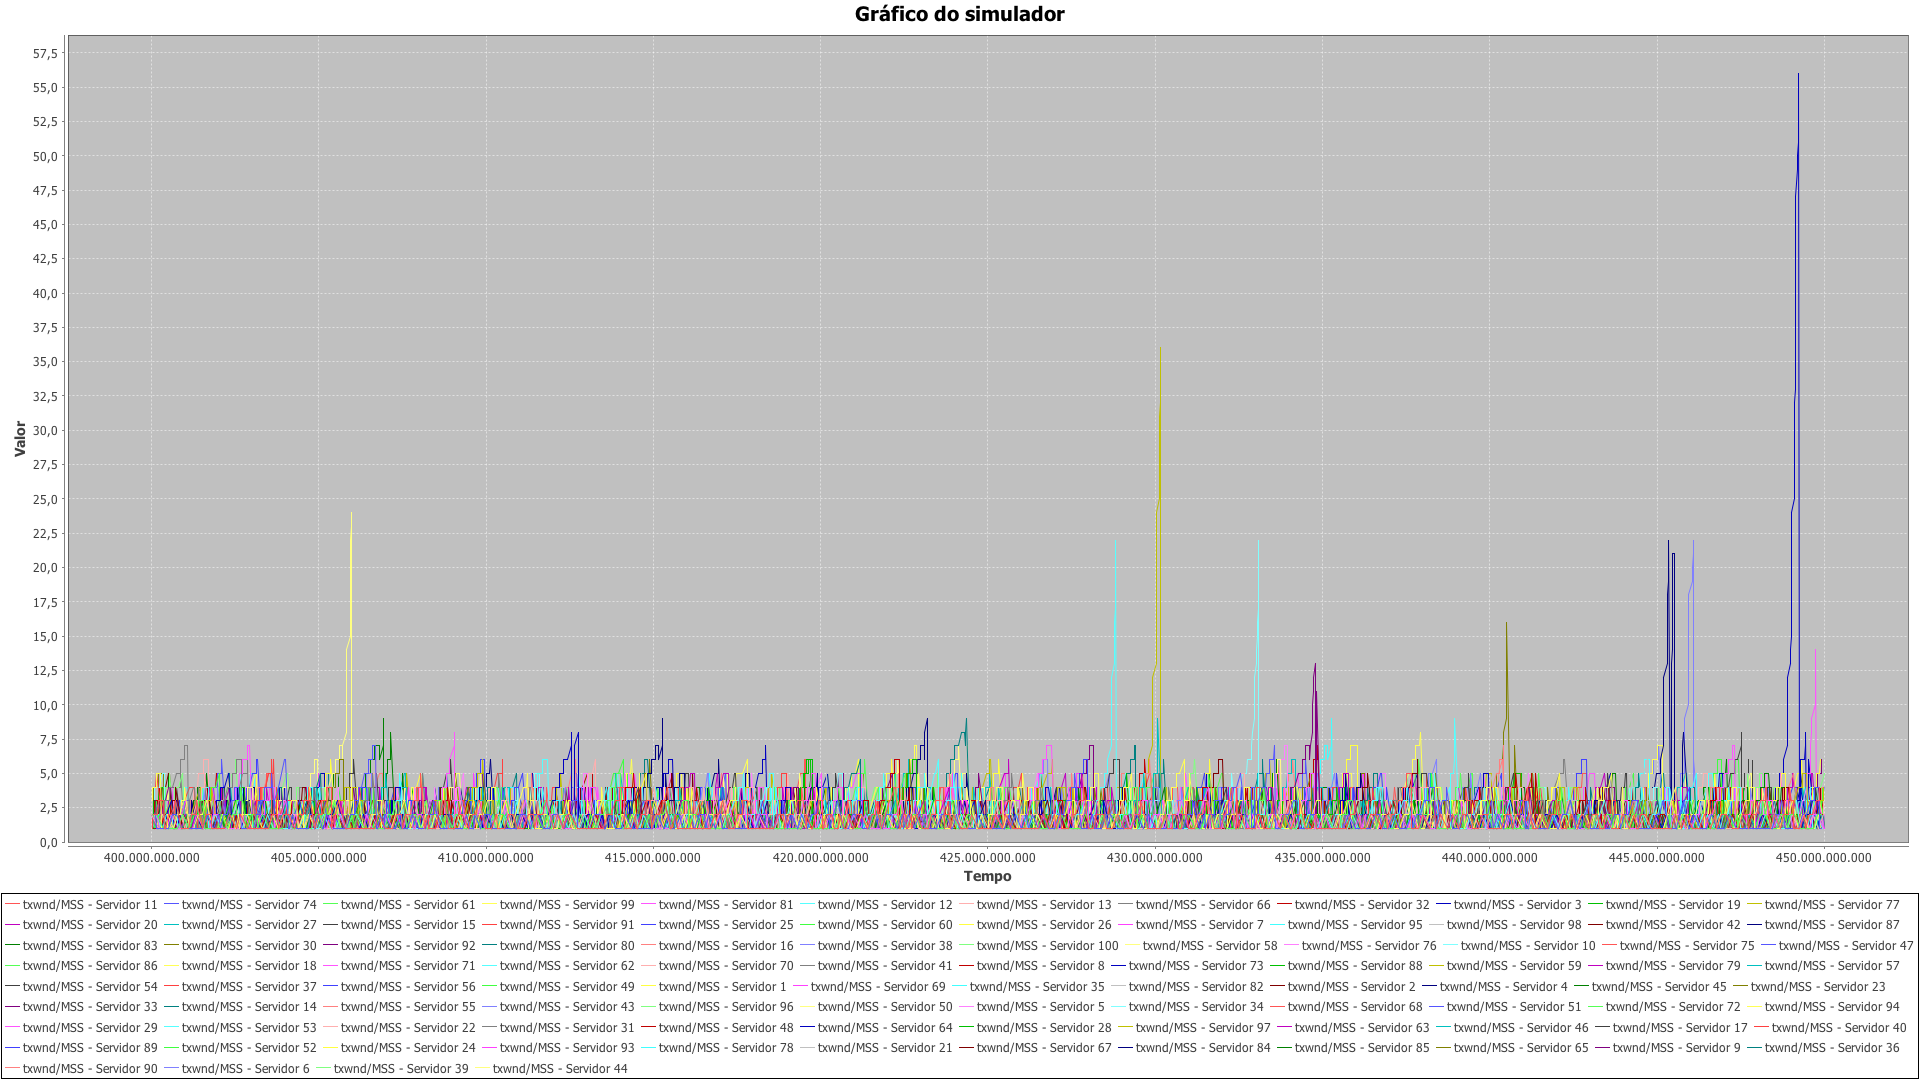 Gráfico do simulador
57,5
55,0
52,5
50,0
47,5
45,0
42,5
40,0
37,5
35,0
32,5
30,0
27,5
25,0
22,5
20,0
17,5
15,0
12,5
10,0
7,5
5,0
2,5
0,0
Valor
400.0000.0000.000 405.0000.0000.000 410.0000.0000.000 415.0000.0000.000 420.0000.0000.000 425.0000.0000.000 430.0000.0000.000 435.0000.0000.000 440.0000.0000.000 445.0000.0000.000 450.0000.000.000
Tempo
txwnd/MSS - Servidor 11 txwnd/MSS - Servidor 74 txwnd/MSS - Servidor 61 txwnd/MSS - Servidor 99 txwnd/MSS - Servidor 81 txwnd/MSS - Servidor 12 txwnd/MSS - Servidor 13 txwnd/MSS - Servidor 66 txwnd/MSS - Servidor 32 txwnd/MSS - Servidor 3 txwnd/MSS - Servidor 19 txwnd/MSS - Servidor 77
txwnd/MSS - Servidor 20 txwnd/MSS - Servidor 27 txwnd/MSS - Servidor 15 txwnd/MSS - Servidor 91 txwnd/MSS - Servidor 25 txwnd/MSS - Servidor 60 txwnd/MSS - Servidor 26 txwnd/MSS - Servidor 7 txwnd/MSS - Servidor 95 txwnd/MSS - Servidor 98 txwnd/MSS - Servidor 42 txwnd/MSS - Servidor 87
txwnd/MSS - Servidor 83 txwnd/MSS - Servidor 30 txwnd/MSS - Servidor 92 txwnd/MSS - Servidor 80 txwnd/MSS - Servidor 16 txwnd/MSS - Servidor 38 txwnd/MSS - Servidor 100 txwnd/MSS - Servidor 58 txwnd/MSS - Servidor 76 txwnd/MSS - Servidor 10 txwnd/MSS - Servidor 75 txwnd/MSS - Servidor 47
txwnd/MSS - Servidor 86 txwnd/MSS - Servidor 18 txwnd/MSS - Servidor 71 txwnd/MSS - Servidor 62 txwnd/MSS - Servidor 70 txwnd/MSS - Servidor 41 txwnd/MSS - Servidor 8 txwnd/MSS - Servidor 73 txwnd/MSS - Servidor 88 txwnd/MSS - Servidor 59 txwnd/MSS - Servidor 79 txwnd/MSS - Servidor 57
txwnd/MSS - Servidor 54 txwnd/MSS - Servidor 37 txwnd/MSS - Servidor 56 txwnd/MSS - Servidor 49 txwnd/MSS - Servidor 1 txwnd/MSS - Servidor 69 txwnd/MSS - Servidor 35 txwnd/MSS - Servidor 82 txwnd/MSS - Servidor 2 txwnd/MSS - Servidor 4 txwnd/MSS - Servidor 45 txwnd/MSS - Servidor 23
txwnd/MSS - Servidor 33 txwnd/MSS - Servidor 14 txwnd/MSS - Servidor 55 txwnd/MSS - Servidor 43 txwnd/MSS - Servidor 96 txwnd/MSS - Servidor 50 txwnd/MSS - Servidor 5 txwnd/MSS - Servidor 34 txwnd/MSS - Servidor 68 txwnd/MSS - Servidor 51 txwnd/MSS - Servidor 72 txwnd/MSS - Servidor 94
txwnd/MSS - Servidor 29 txwnd/MSS - Servidor 53 txwnd/MSS - Servidor 22 txwnd/MSS - Servidor 31 txwnd/MSS - Servidor 48 txwnd/MSS - Servidor 64 txwnd/MSS - Servidor 28 txwnd/MSS - Servidor 97 txwnd/MSS - Servidor 63 txwnd/MSS - Servidor 46 txwnd/MSS - Servidor 17 txwnd/MSS - Servidor 40
txwnd/MSS - Servidor 89 txwnd/MSS - Servidor 52 txwnd/MSS - Servidor 24 txwnd/MSS - Servidor 93 txwnd/MSS - Servidor 78 txwnd/MSS - Servidor 21 txwnd/MSS - Servidor 67 txwnd/MSS - Servidor 84 txwnd/MSS - Servidor 85 txwnd/MSS - Servidor 65 txwnd/MSS - Servidor 9 txwnd/MSS - Servidor 36
txwnd/MSS - Servidor 90 txwnd/MSS - Servidor 6 txwnd/MSS - Servidor 39 txwnd/MSS - Servidor 44